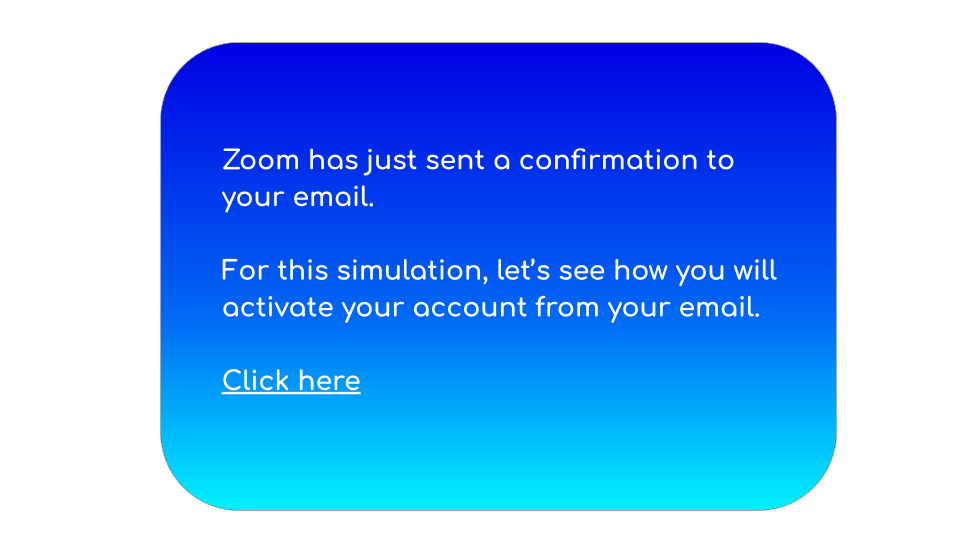 Zoom has just sent a confirmation to
your email.
For this simulation, let’s see how you will
activate your account from your email.
Click here